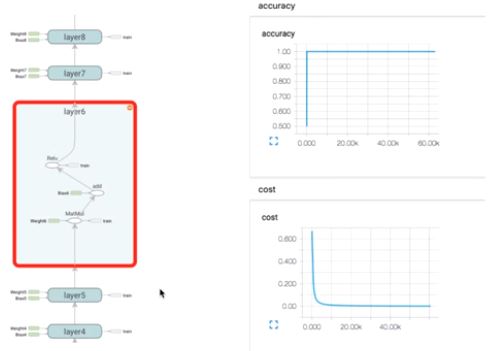 Weight8
Bias8
layer8
train
Weight7
Bias7
layer7
train
layer6
Relu
train
add
Bias6
MatMul
Weight6
train
Weight5
Bias5
layer5
train
Weight4
Bias4
layer4
train
accuracy
accuracy
1.00
0.900
0.800
0.700
0.600
0.500
0.000 20.00k 40.00k 60.00k
cost
cost
0.600
0.400
0.200
0.00
0.000 20.00k 40.00k